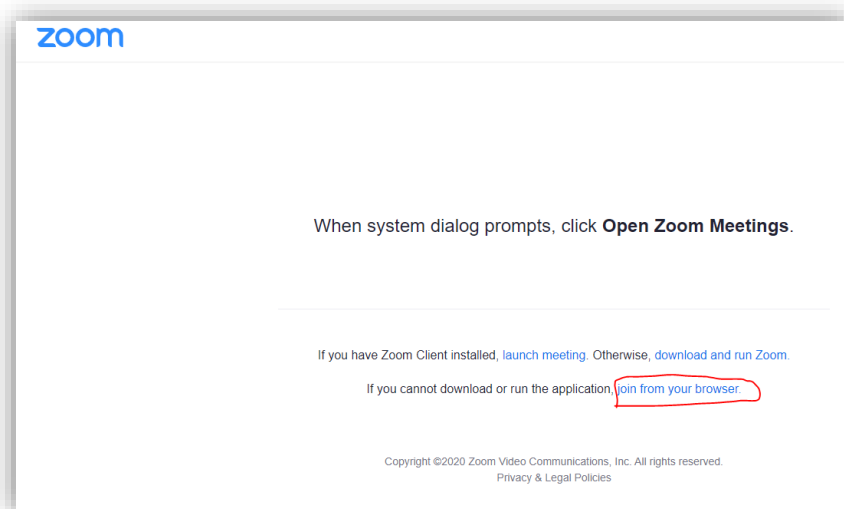 zoom
When system dialog prompts, click Open Zoom Meetings.
If you have Zoom Client installed, launch meeting. Otherwise, download and run Zoom.
If you cannot download or run the application, join from your browser.
Copyright ©2020 Zoom Video Communications, Inc. All rights reserved.
Privacy & Legal Policies